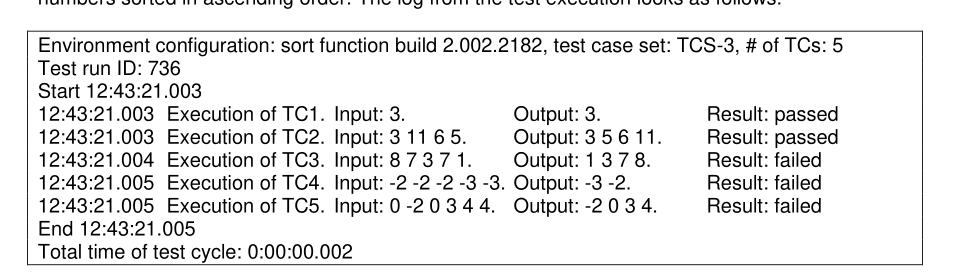 numbers sorted in ascending order. The log from the test execution looks as follows:
Environment configuration: sort function build 2.002.2182, test case set: TCS-3, # of TCs: 5
Test run ID: 736
Start 12:43:21.003
12:43:21.003 Execution of TC1. Input: 3. Output: 3. Result: passed
12:43:21.003 Execution of TC2. Input: 3 11 6 5. Output: 3 5 6 11. Result: passed
12:43:21.004 Execution of TC3. Input: 8 7 3 7 1. Output: 1 3 7 8. Result: failed
12:43:21.005 Execution of TC4. Input: -2 -2 -2 -3 -3. Output: -3 -2. Result: failed
12:43:21.005 Execution of TC5. Input: 0 -2 0 3 4 4. Output: -2 0 3 4. Result: failed
End 12:43:21.005
Total time of test cycle: 0:00:00.002